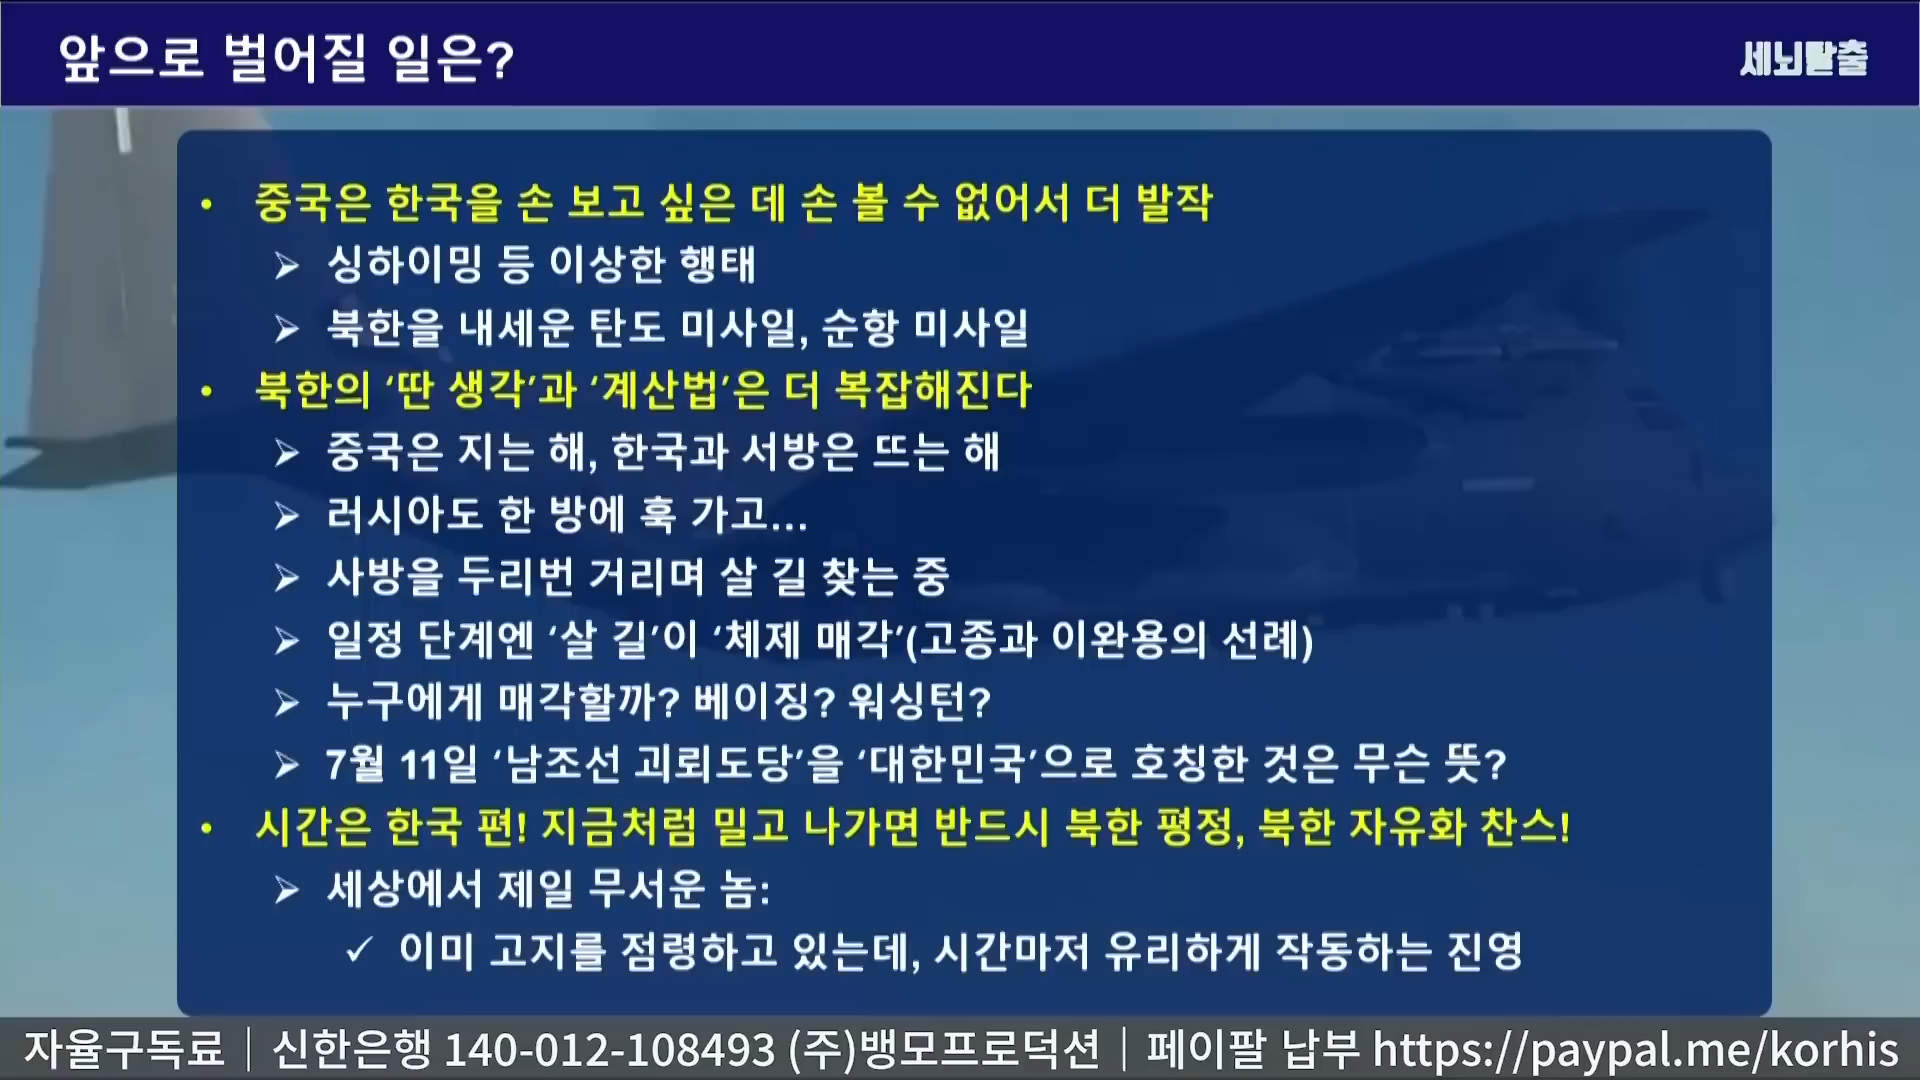 앞으로 벌어질 일은?
세뇌탈출
• 중국은 한국을 손 보고 싶은 데 손 볼 수 없어서 더 발작
➢ 싱하이밍 등 이상한 행태
➢ 북한을 내세운 탄도 미사일, 순항 미사일
• 북한의 ‘딴 생각’과 ‘계산법’은 더 복잡해진다
➢ 중국은 지는 해, 한국과 서방은 뜨는 해
➢ 러시아도 한 방에 훅 가고...
➢ 사방을 두리번 거리며 살 길 찾는 중
➢ 일정 단계엔 ‘살 길’이 ‘체제 매각’(고종과 이완용의 선례)
➢ 누구에게 매각할까? 베이징? 워싱턴?
➢ 7월 11일 ‘남조선 괴뢰도당’을 ‘대한민국’으로 호칭한 것은 무슨 뜻?
• 시간은 한국 편! 지금처럼 밀고 나가면 반드시 북한 평정, 북한 자유화 찬스!
➢ 세상에서 제일 무서운 놈:
✓ 이미 고지를 점령하고 있는데, 시간마저 유리하게 작동하는 진영
자율구독료│신한은행 140-012-108493 (주)뱅모프로덕션│페이팔 납부 https://paypal.me/korhis